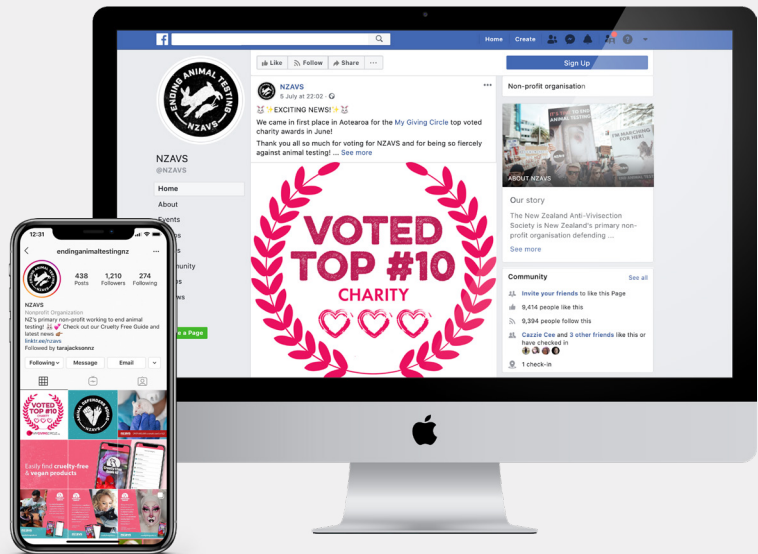 Home
Create
ENDING ANIMAL TESTING
NZAVS
NZAVS
@NZAVS
Home
About
Events
Like
Follow
Share
Sign Up
NZAVS
5 July at 22:02
EXCITING NEWS!
We came in first place in Aotearoa for the My Giving Circle top voted
charity awards in June!
Thank you all so much for voting for NZAVS and for being so fiercely
against animal testing! ... See more
VOTED
TOP #10
CHARITY
Non-profit organisation
I'M MARCHING
FOR HER!
ABOUT NZAVS
Our story
The New Zealand Anti-Vivisection
Society is New Zealand's primary non-
profit organisation defending ...
See more
Community
See all
Invite your friends to like this Page
9,414 people like this
9,394 people follow this
Cazzie Cee and 3 other friends like this or
have checked in
1 check-in
12:31
endinganimaltestingnz
438
1,210
274
Posts
Followers
Following
NZAVS
Nonprofit Organization
NZ's primary non-profit working to end animal
testing! Check out our Cruelty Free Guide and
latest news
linktr.ee/nzavs
Followed by tarajacksonnz
Following
Message
Email
VOTED
TOP #10
CHARITY
ANIMAL DEFENDERS SQUAD
NZAVS
Easily find cruelty-free
& vegan products